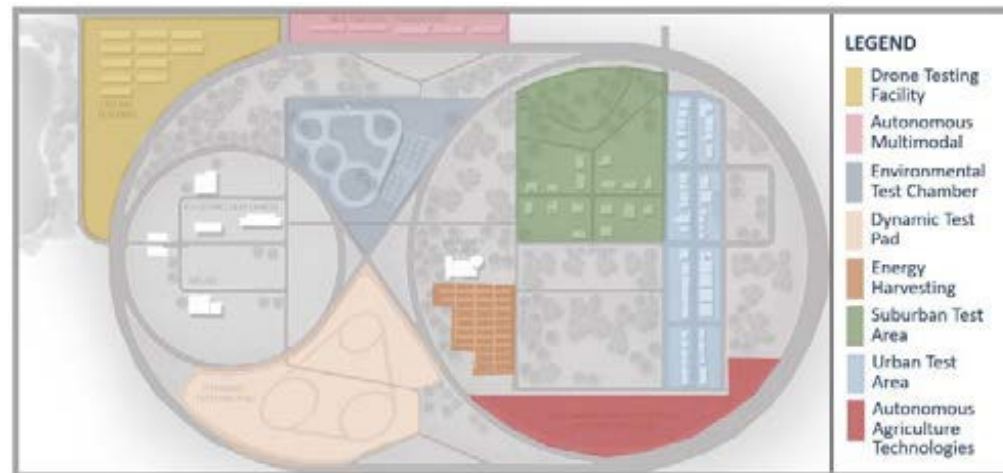 LEGEND
Drone Testing
Facility
Autonomous
Multimodal
Environmental
Test Chamber
Dynamic Test
Pad
Energy
Harvesting
Suburban Test
Area
Urban Test
Area
Autonomous
Agriculture
Technologies